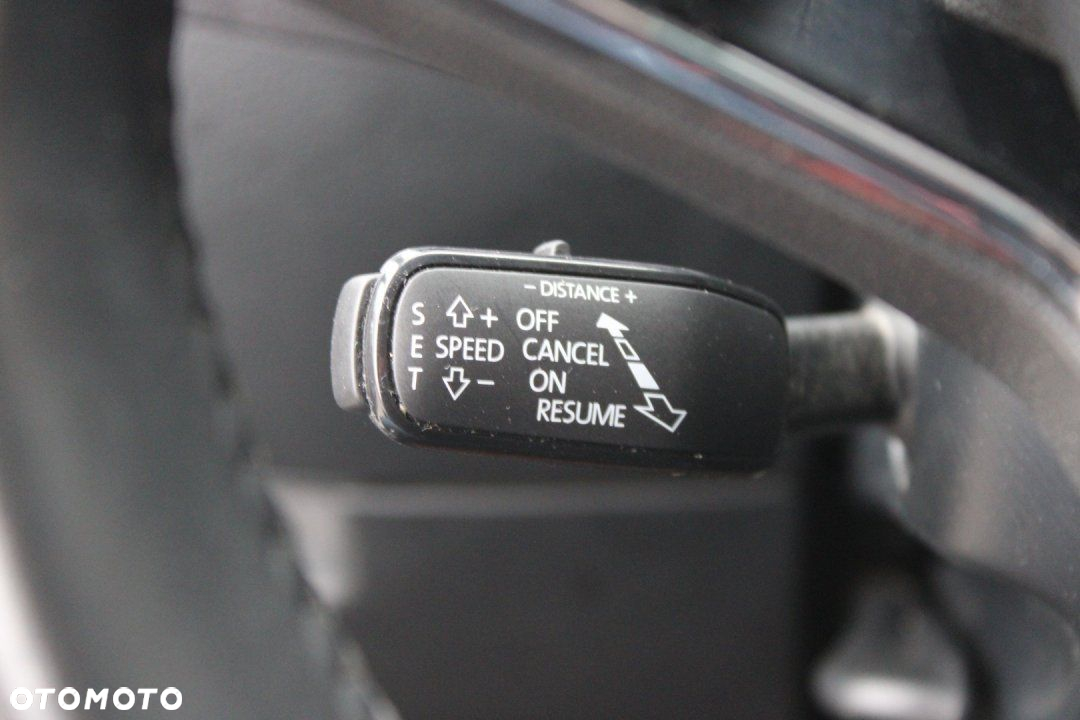 - DISTANCE +
S + OFF
E SPEED CANCEL
T - ON
RESUME
OTOMOTO